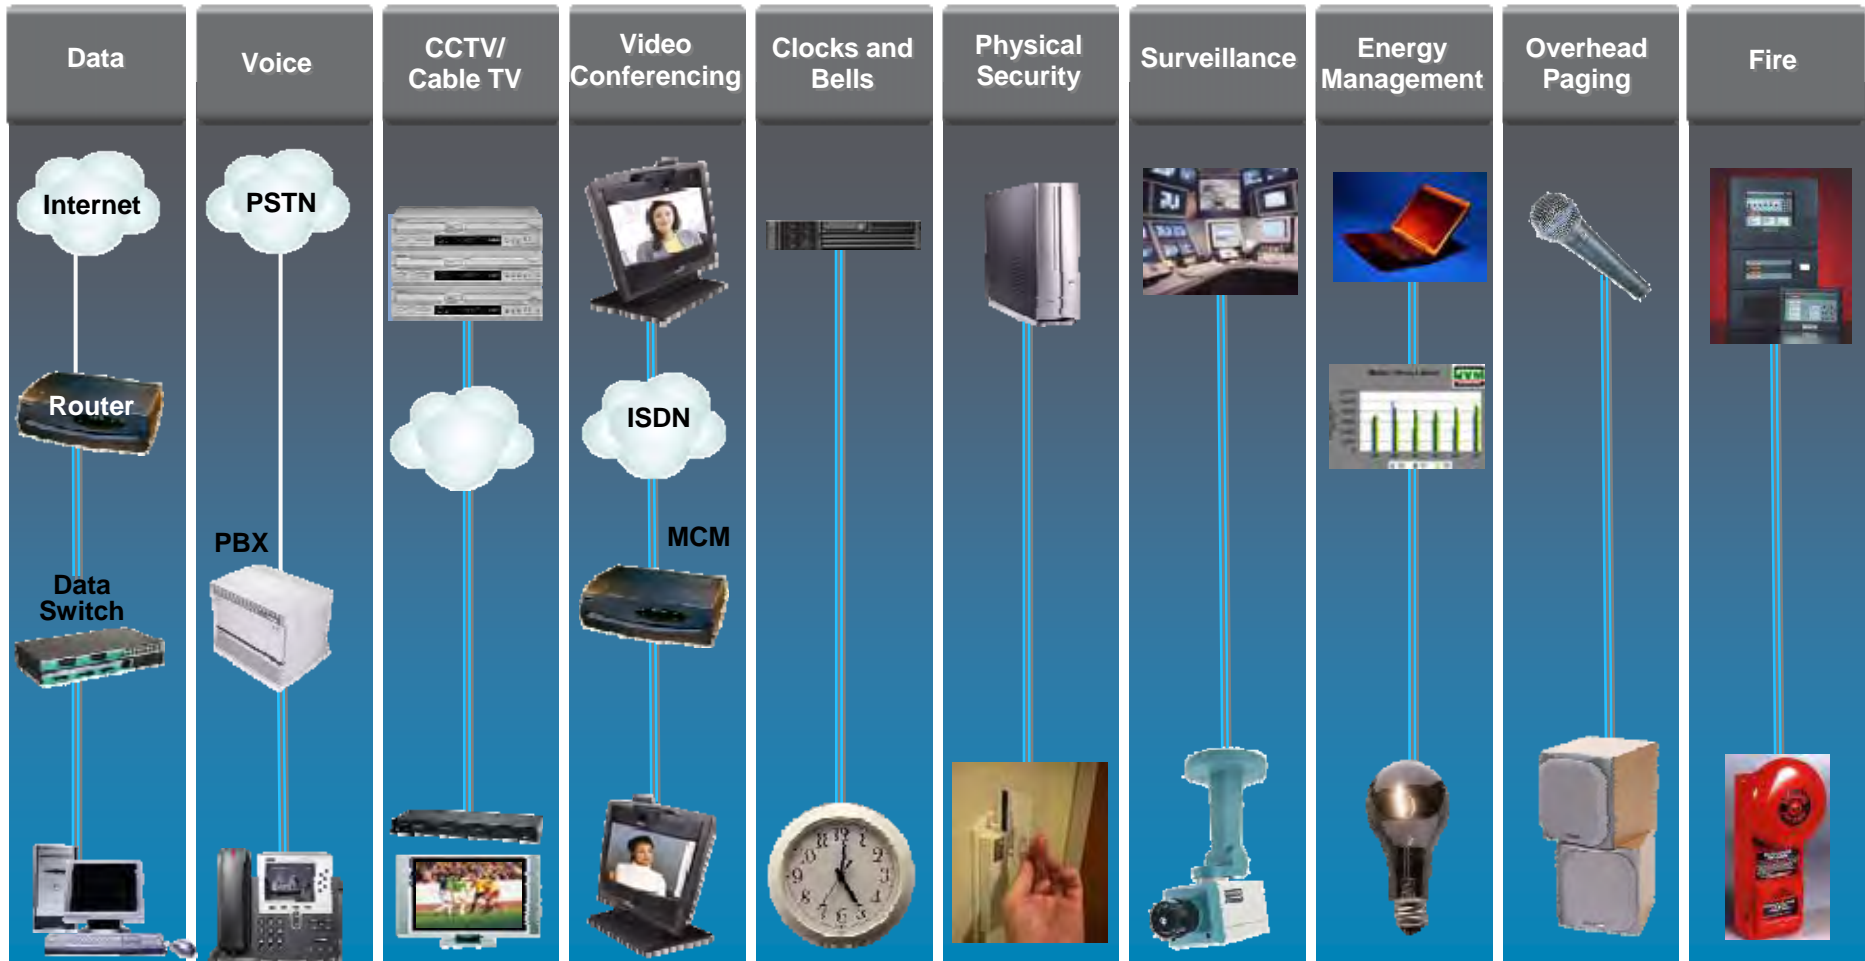 Data
Voice
CCTV/
Cable TV
Video
Conferencing
Clocks and
Bells
Physical
Security
Surveillance
Energy
Management
Overhead
Paging
Fire
Internet
Router
Data
Switch
PSTN
PBX
ISDN
MCM